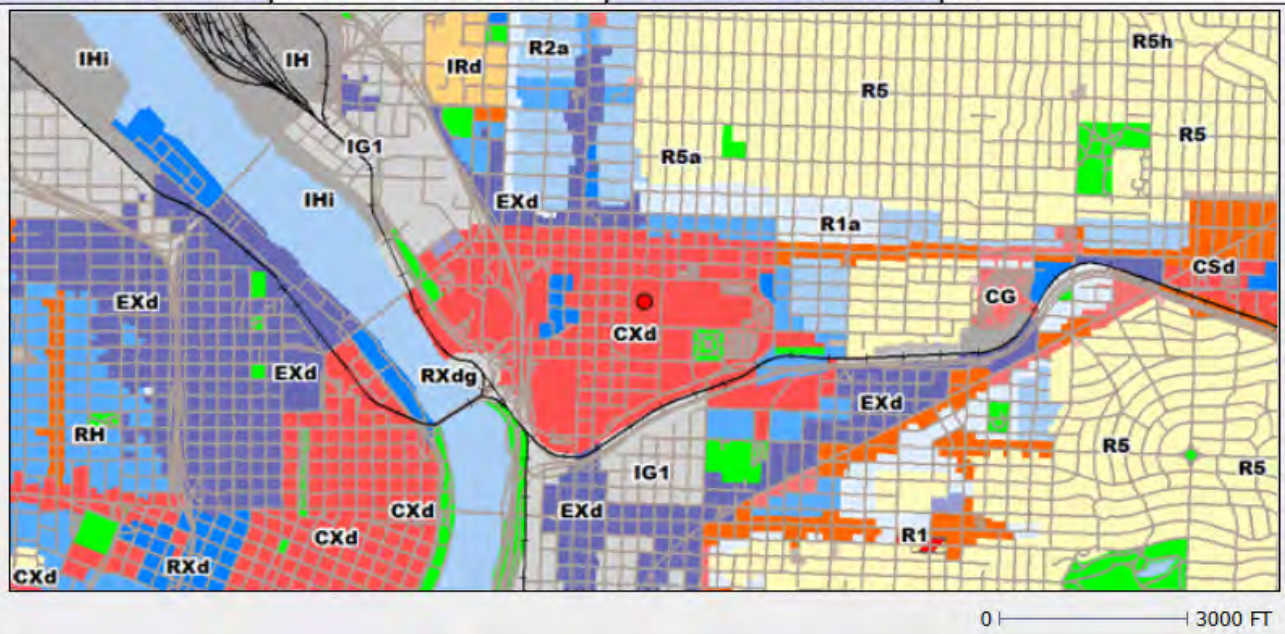 R5h
R2a
IHi
IH
IRd
R5
R5
IG1
R5a
IHi
EXd
R1a
CSd
EXd
CG
CXd
EXd
RXdg
EXd
RH
R5
R5
IG1
CXd
EXd
CXd
R1
RXd
CXd
0 3000 FT